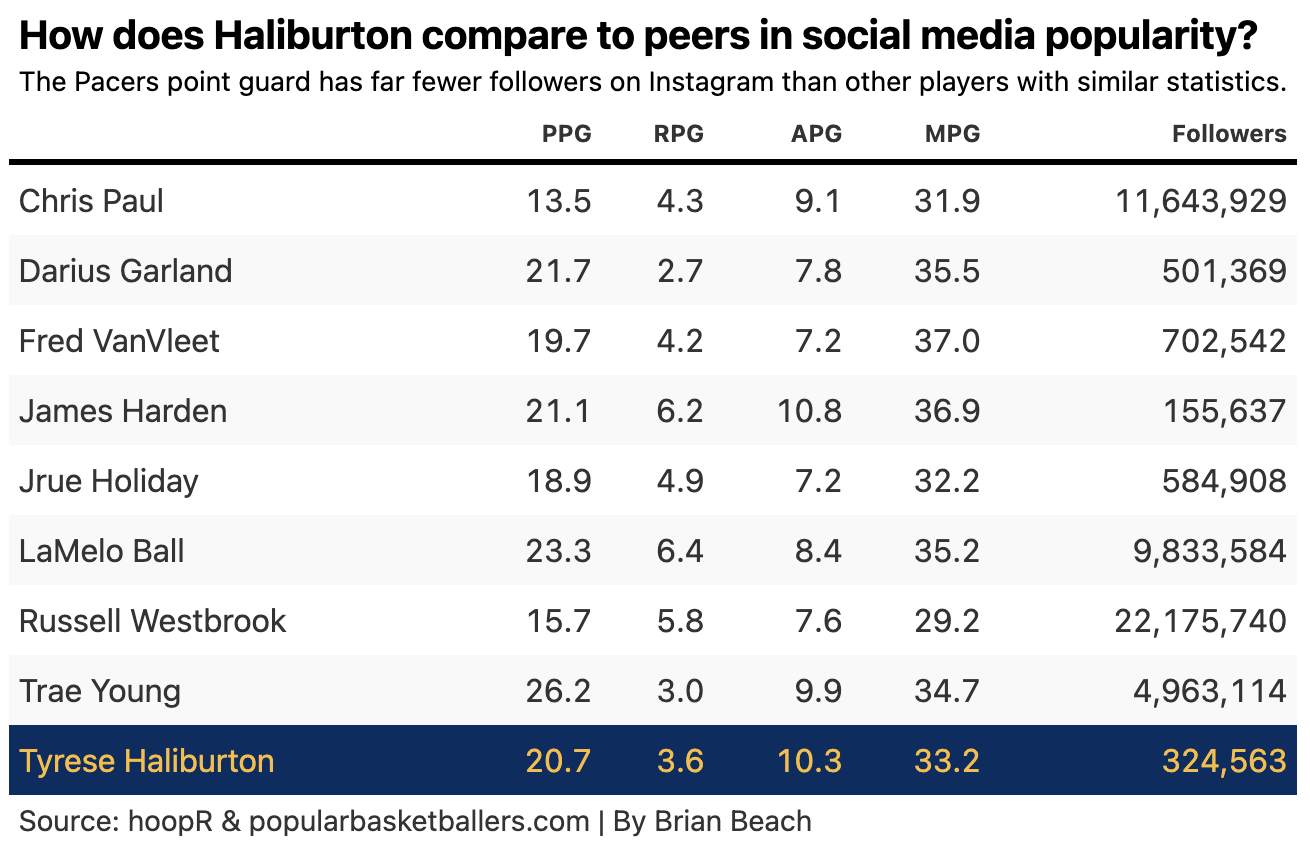 How does Haliburton compare to peers in social media popularity?
The Pacers point guard has far fewer followers on Instagram than other players with similar statistics.
PPG RPG APG MPG Followers
Chris Paul 13.5 4.3 9.1 31.9 11,643,929
Darius Garland 21.7 2.7 7.8 35.5 501,369
Fred VanVleet 19.7 4.2 7.2 37.0 702,542
James Harden 21.1 6.2 10.8 36.9 155,637
Jrue Holiday 18.9 4.9 7.2 32.2 584,908
LaMelo Ball 23.3 6.4 8.4 35.2 9,833,584
Russell Westbrook 15.7 5.8 7.6 29.2 22,175,740
Trae Young 26.2 3.0 9.9 34.7 4,963,114
Tyrese Haliburton 20.7 3.6 10.3 33.2 324,563
Source: hoopR & popularbasketballers.com | By Brian Beach